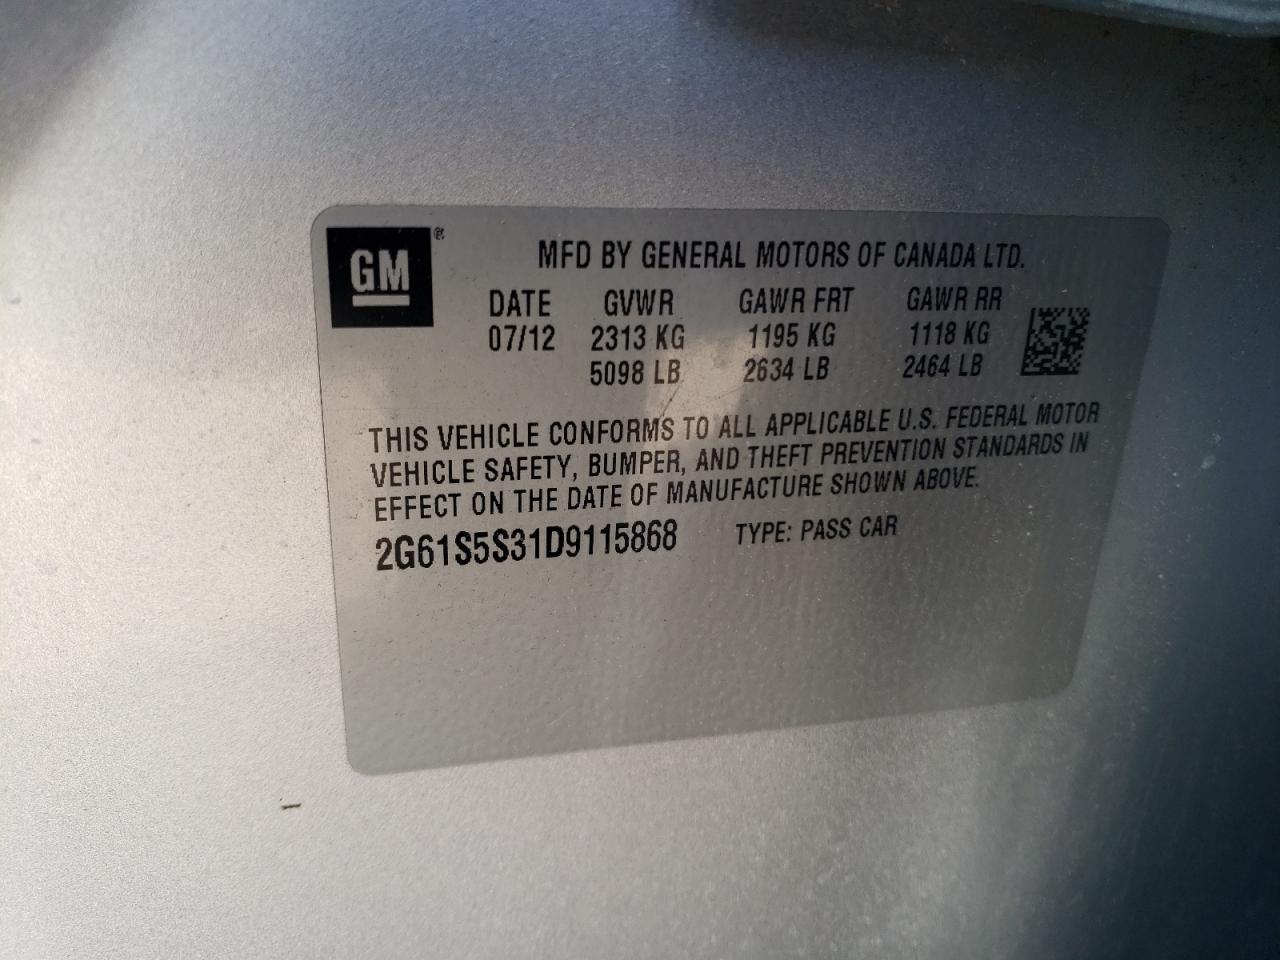 GM®
MFD BY GENERAL MOTORS OF CANADA LTD.
DATE GVWR GAWR FRT GAWR RR
07/12 2313 KG 1195 KG 1118 KG
5098 LB 2634 LB 2464 LB
THIS VEHICLE CONFORMS TO ALL APPLICABLE U.S. FEDERAL MOTOR
VEHICLE SAFETY, BUMPER, AND THEFT PREVENTION STANDARDS IN
EFFECT ON THE DATE OF MANUFACTURE SHOWN ABOVE.
2G61S5S31D9115868 TYPE: PASS CAR